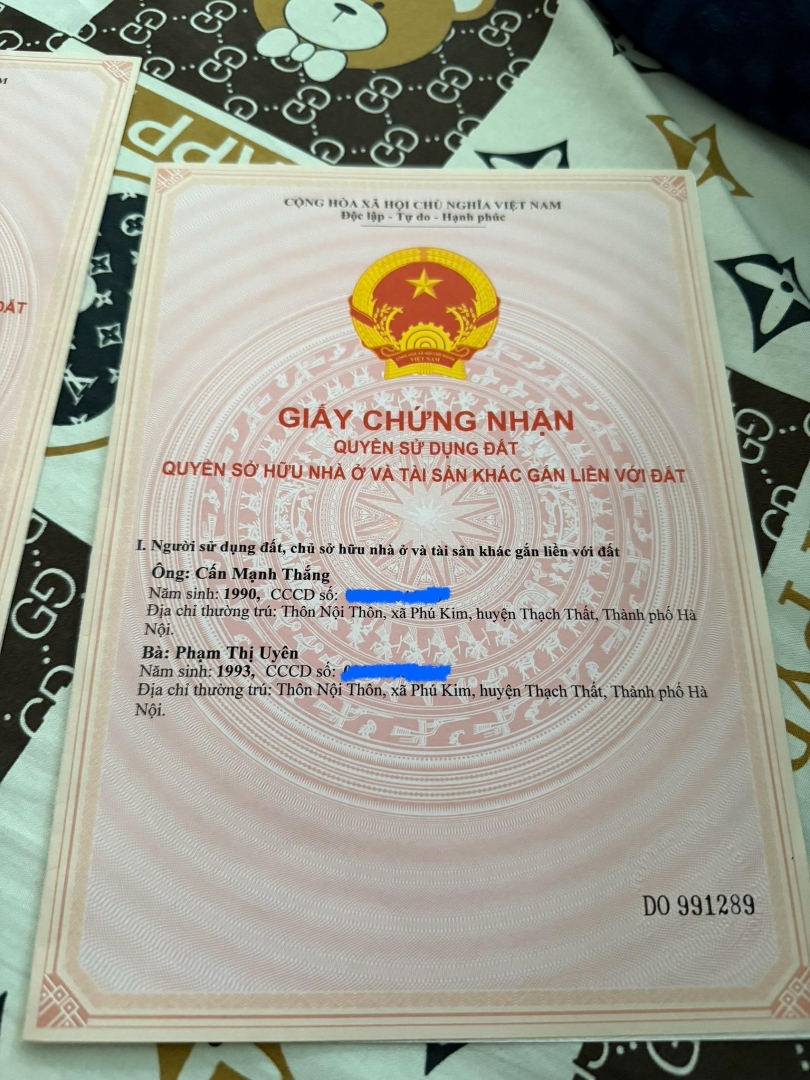 M
ĐẤT
APP
CỘNG HÒA XÃ HỘI CHỦ NGHĨA VIỆT NAM
Độc lập - Tự do - Hạnh phúc
VIỆT NAM
GIẤY CHỨNG NHẬN
QUYỀN SỬ DỤNG ĐẤT
QUYỀN SỞ HỮU NHÀ Ở VÀ TÀI SẢN KHÁC GẮN LIỀN VỚI ĐẤT
I. Người sử dụng đất, chủ sở hữu nhà ở và tài sản khác gắn liền với đất
Ông: Cấn Mạnh Thắng
Năm sinh: 1990, CCCD số:
Địa chỉ thường trú: Thôn Nội Thôn, xã Phú Kim, huyện Thạch Thất, Thành phố Hà
Nội.
Bà: Phạm Thị Uyên
Năm sinh: 1993, CCCD số:
Địa chỉ thường trú: Thôn Nội Thôn, xã Phú Kim, huyện Thạch Thất, Thành phố Hà
Nội.
DO 991289